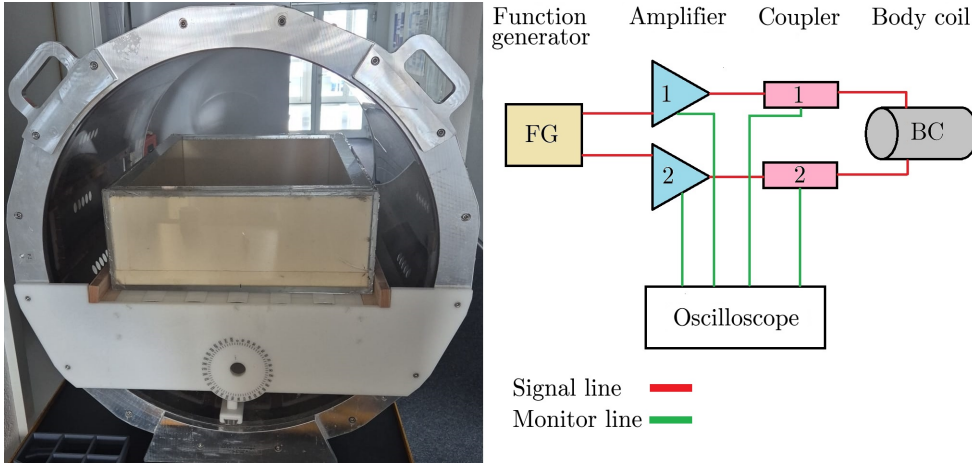 Function
generator
Amplifier
Coupler
Body coil
1
1
FG
BC
2
2
Oscilloscope
Signal line
Monitor line